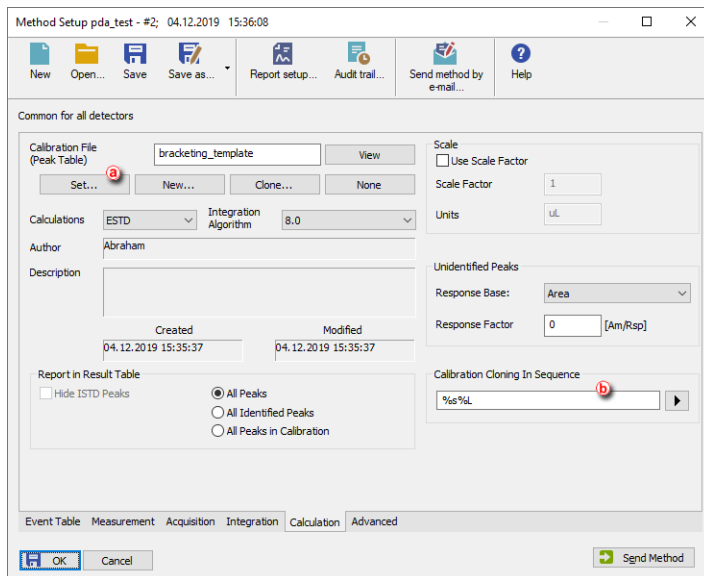 Method Setup pda_test - #2;  04.12.2019  15:36:08
New Open... Save Save as... Report setup... Audit trail... Send method by e-mail... Help
Common for all detectors
Calibration File
(Peak Table)
bracketing_template
View
a
Set... New... Clone... None
Calculations ESTD Integration Algorithm 8.0
Author Abraham
Description
Created Modified
04.12.2019 15:35:37 04.12.2019 15:35:37
Report in Result Table
Hide ISTD Peaks
All Peaks
All Identified Peaks
All Peaks in Calibration
Scale
Use Scale Factor
Scale Factor 1
Units uL
Unidentified Peaks
Response Base: Area
Response Factor 0 [Am/Rsp]
Calibration Cloning In Sequence
b
%s%L
Event Table Measurement Acquisition Integration Calculation Advanced
OK Cancel Send Method